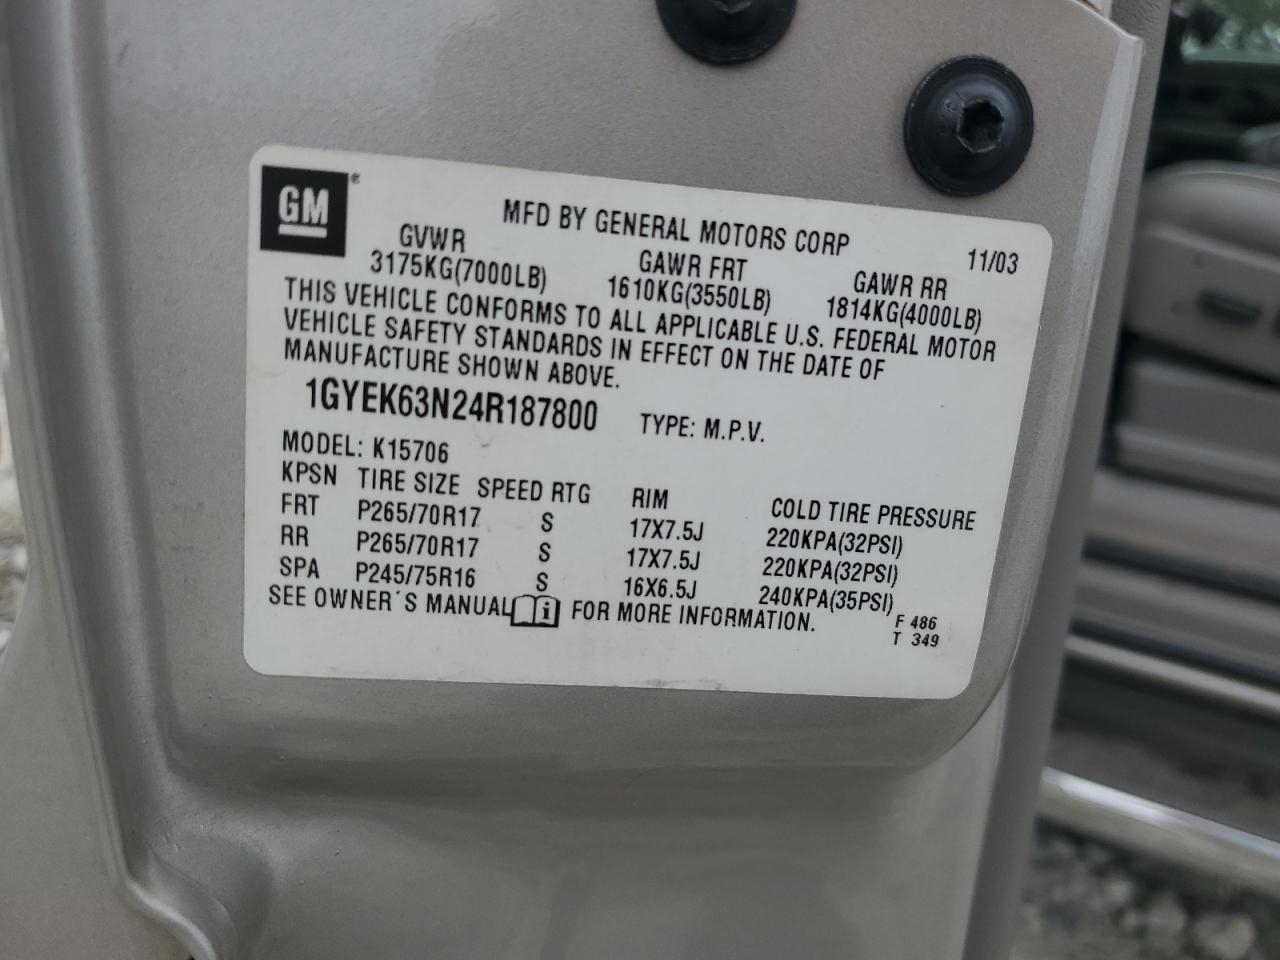 GM ®
MFD BY GENERAL MOTORS CORP 11/03
GVWR GAWR FRT GAWR RR
3175KG(7000LB) 1610KG(3550LB) 1814KG(4000LB)
THIS VEHICLE CONFORMS TO ALL APPLICABLE U.S. FEDERAL MOTOR
VEHICLE SAFETY STANDARDS IN EFFECT ON THE DATE OF
MANUFACTURE SHOWN ABOVE.
1GYEK63N24R187800 TYPE: M.P.V.
MODEL: K15706
KPSN TIRE SIZE SPEED RTG RIM COLD TIRE PRESSURE
FRT P265/70R17 S 17X7.5J 220KPA(32PSI)
RR P265/70R17 S 17X7.5J 220KPA(32PSI)
SPA P245/75R16 S 16X6.5J 240KPA(35PSI)
SEE OWNER´S MANUAL i FOR MORE INFORMATION.
F 486
T 349